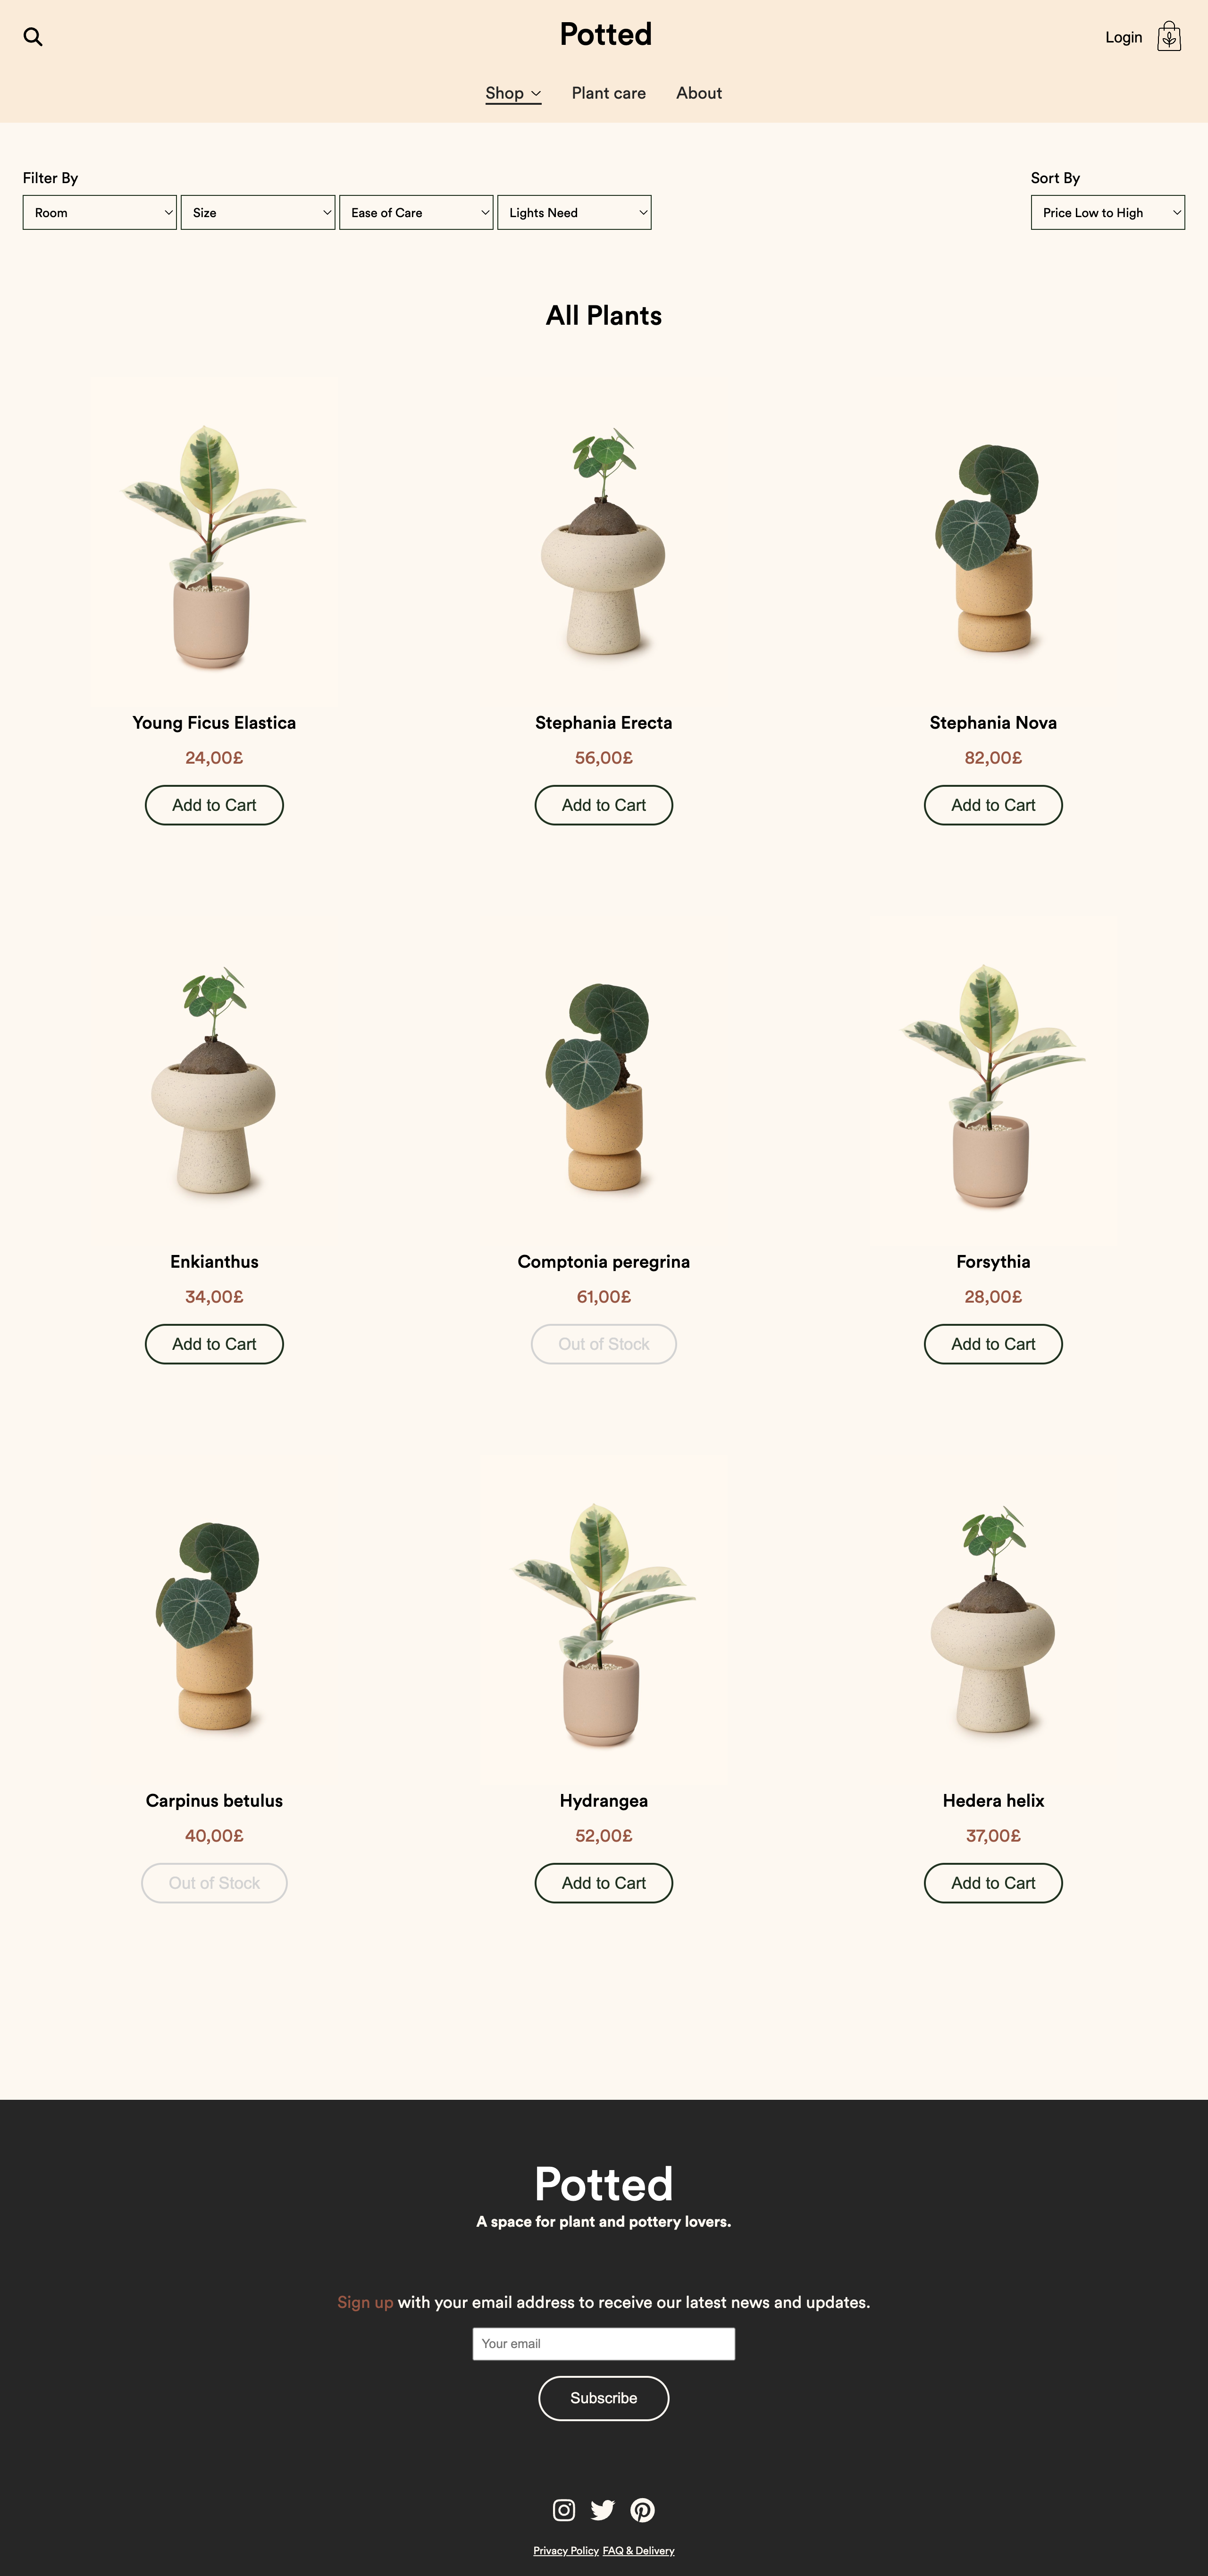 Potted
Login
Shop
Plant care
About
Filter By
Sort By
Room
Size
Ease of Care
Lights Need
Price Low to High
All Plants
Young Ficus Elastica
24,00£
Add to Cart
Stephania Erecta
56,00£
Add to Cart
Stephania Nova
82,00£
Add to Cart
Enkianthus
34,00£
Add to Cart
Comptonia peregrina
61,00£
Out of Stock
Forsythia
28,00£
Add to Cart
Carpinus betulus
40,00£
Out of Stock
Hydrangea
52,00£
Add to Cart
Hedera helix
37,00£
Add to Cart
Potted
A space for plant and pottery lovers.
Sign up with your email address to receive our latest news and updates.
Your email
Subscribe
Privacy Policy FAQ & Delivery